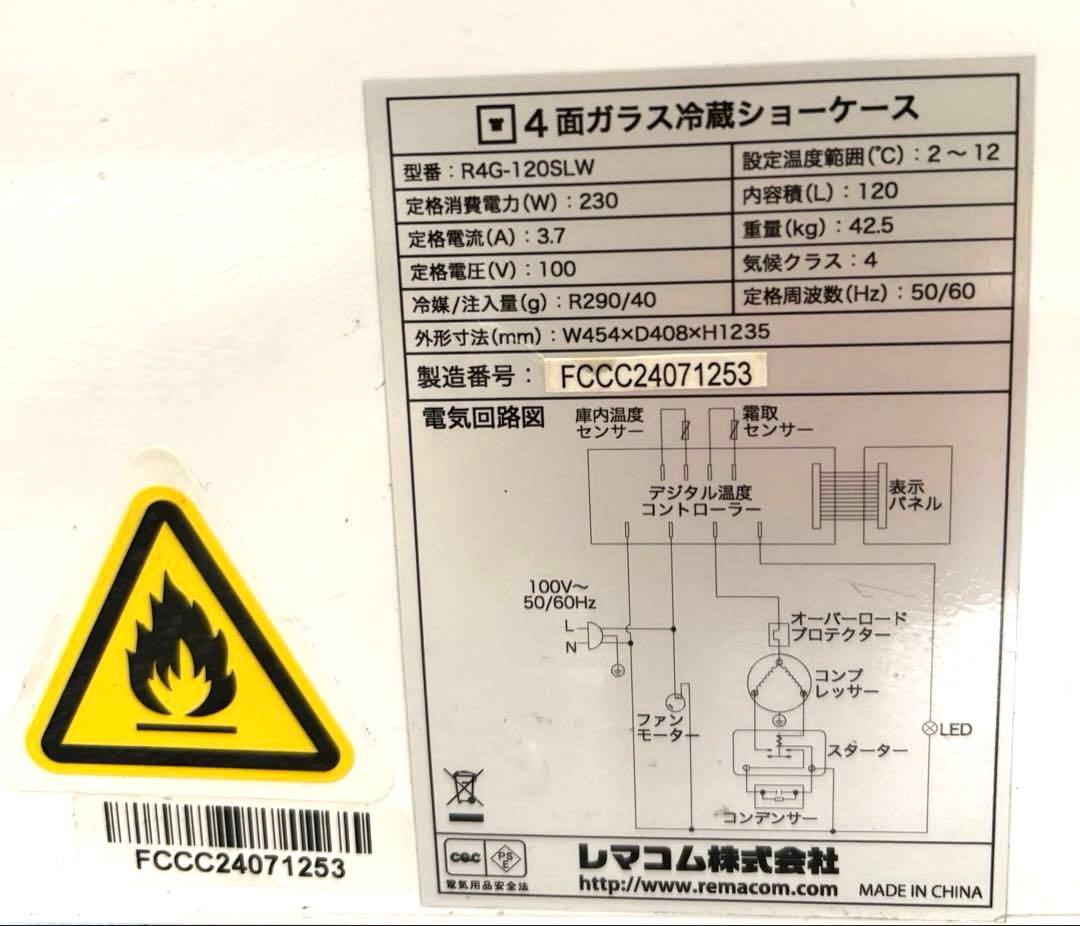 4面ガラス冷蔵ショーケース
型番：R4G-120SLW
設定温度範囲(℃)：2～12
定格消費電力(W)：230
内容積(L)：120
定格電流(A)：3.7
重量(kg)：42.5
定格電圧(V)：100
気候クラス：4
冷媒/注入量(g)：R290/40
定格周波数(Hz)：50/60
外形寸法(mm)：W454×D408×H1235
製造番号：FCCC24071253
電気回路図
庫内温度
センサー
霜取
センサー
デジタル温度
コントローラー
表示
パネル
100V～
50/60Hz
L
N
オーバーロード
プロテクター
コンプ
レッサー
ファン
モーター
スターター
LED
コンデンサー
CQC
PS
E
電気用品安全法
レマコム株式会社
http://www.remacom.com
MADE IN CHINA
FCCC24071253